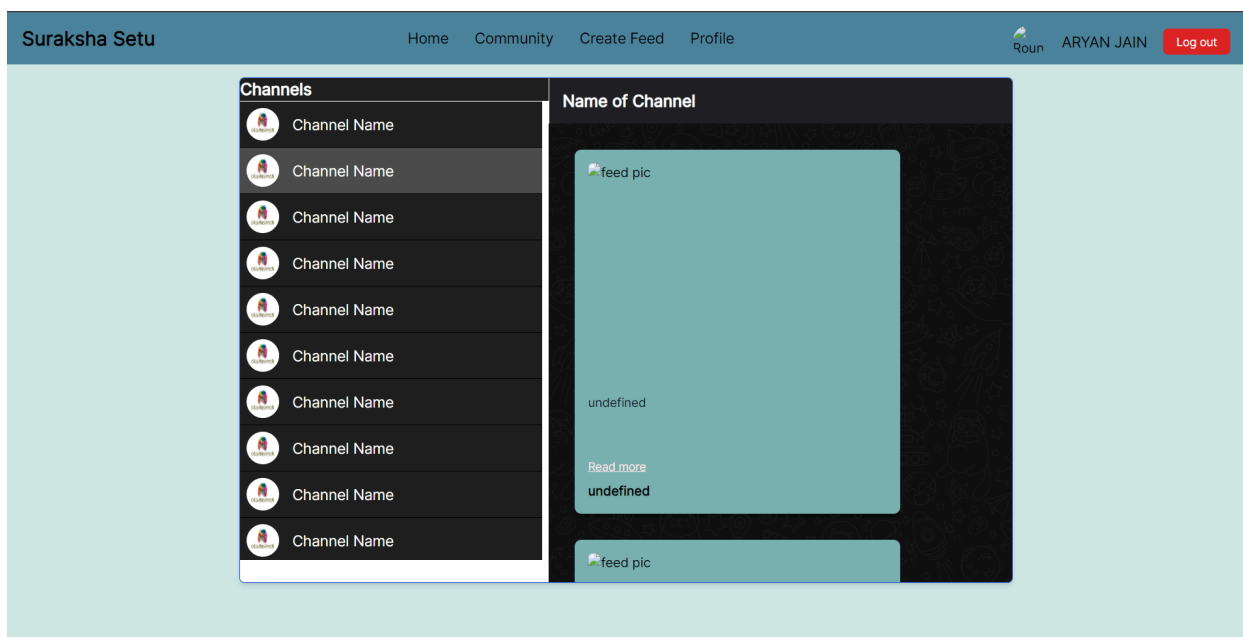 Suraksha Setu
Home Community Create Feed Profile
Roun
ARYAN JAIN
Log out
Channels
Channel Name
Channel Name
Channel Name
Channel Name
Channel Name
Channel Name
Channel Name
Channel Name
Channel Name
Channel Name
Name of Channel
feed pic
undefined
Read more
undefined
feed pic